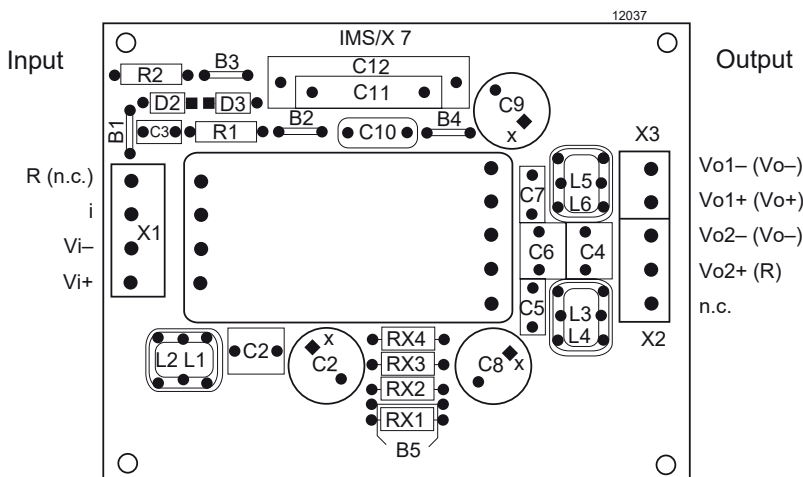 12037
IMS/X 7
Input
Output
B3
R2
C12
C11
D2
D3
C9
x
B1
C3
R1
B2
C10
B4
X3
R (n.c.)
i
Vi–
Vi+
X1
C7
L5
L6
Vo1– (Vo–)
Vo1+ (Vo+)
Vo2– (Vo–)
Vo2+ (R)
n.c.
C6
C4
C5
L3
L4
X2
L2 L1
C2
x
C2
RX4
RX3
RX2
RX1
B5
C8
x